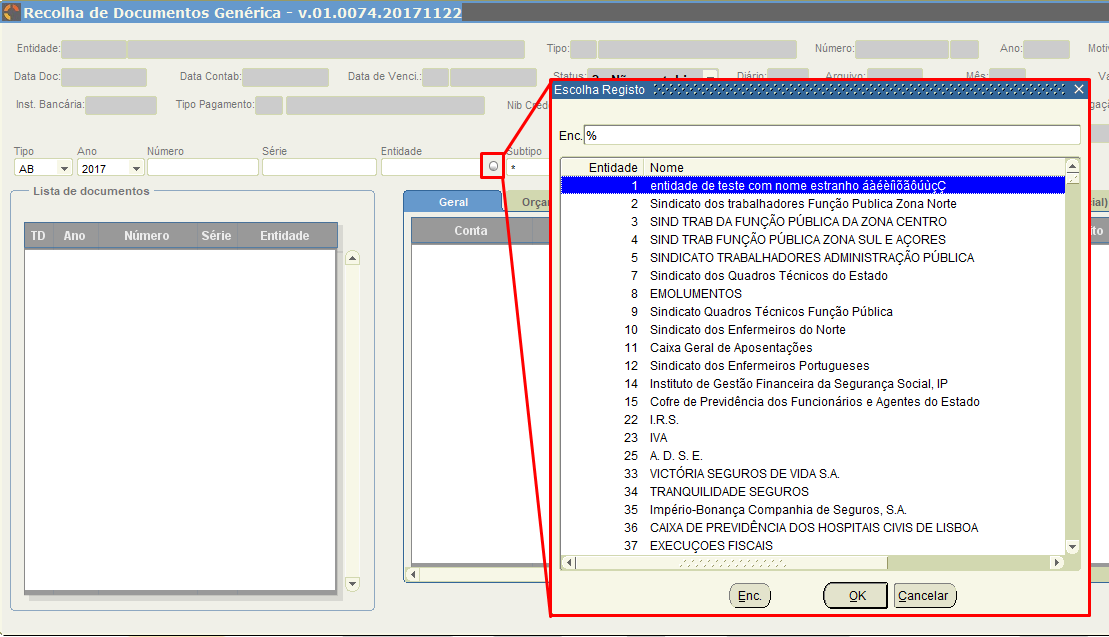 Recolha de Documentos Genérica - v.01.0074.20171122
Entidade: Tipo: Número: Ano:
Data Doc: Data Contab: Data de Venci.: Status: Diário: Arquivo: Mês:
Inst. Bancária: Tipo Pagamento: Nib
Tipo Ano Número Série Entidade Subtipo
AB 2017 *
Lista de documentos
TD Ano Número Série Entidade
Geral
Conta
Escolha Registo
Enc. %
Entidade Nome
1 entidade de teste com nome estranho áàéèíìõãôúùçÇ
2 Sindicato dos trabalhadores Função Publica Zona Norte
3 SIND TRAB DA FUNÇÃO PÚBLICA DA ZONA CENTRO
4 SIND TRAB FUNÇÃO PÚBLICA ZONA SUL E AÇORES
5 SINDICATO TRABALHADORES ADMINISTRAÇÃO PÚBLICA
7 Sindicato dos Quadros Técnicos do Estado
8 EMOLUMENTOS
9 Sindicato Quadros Técnicos Função Pública
10 Sindicato dos Enfermeiros do Norte
11 Caixa Geral de Aposentações
12 Sindicato dos Enfermeiros Portugueses
14 Instituto de Gestão Financeira da Segurança Social, IP
15 Cofre de Previdência dos Funcionários e Agentes do Estado
22 I.R.S.
23 IVA
25 A. D. S. E.
33 VICTÓRIA SEGUROS DE VIDA S.A.
34 TRANQUILIDADE SEGUROS
35 Império-Bonança Companhia de Seguros, S.A.
36 CAIXA DE PREVIDÊNCIA DOS HOSPITAIS CIVIS DE LISBOA
37 EXECUÇOES FISCAIS
Enc. OK Cancelar